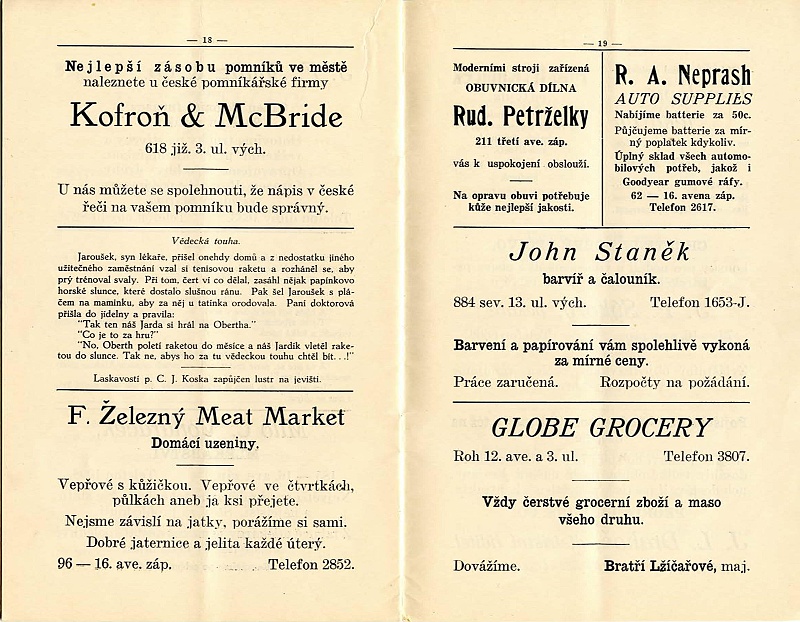 — 18 —
Nejlepší zásobu pomníků ve městě
naleznete u české pomníkářské firmy
Kofroň & McBride
618 již. 3. ul. vých.
U nás můžete se spolehnouti, že nápis v české
řeči na vašem pomníku bude správný.
Vědecká touha.
Jaroušek, syn lékaře, přišel onehdy domů a z nedostatku jiného
užitečného zaměstnání vzal si tenisovou raketu a rozháněl se, aby
prý trénoval svaly. Při tom, čert ví co dělal, zasáhl nějak papínkovo
horské slunce, které dostalo slušnou ránu. Pak šel Jaroušek s plá-
čem na maminku, aby za něj u tatínka orodovala. Paní doktorová
přišla do jídelny a pravila:
"Tak ten náš Jarda si hrál na Obertha."
"Co je to za hru?"
"No, Oberth poletí raketou do měsíce a náš Jardík vletěl rake-
tou do slunce. Tak ne, abys ho za tu vědeckou touhu chtěl bít. . .!"
Laskavostí p. C. J. Koska zapůjčen lustr na jevišti.
F. Železný Meat Market
Domácí uzeniny.
Vepřové s kůžičkou. Vepřové ve čtvrtkách,
půlkách aneb ja ksi přejete.
Nejsme závislí na jatky, porážíme si sami.
Dobré jaternice a jelita každé úterý.
96 — 16. ave. záp. Telefon 2852.
— 19 —
Moderními stroji zařízená
OBUVNICKÁ DÍLNA
Rud. Petrželky
211 třetí ave. záp.
vás k uspokojení obslouží.
Na opravu obuvi potřebuje
kůže nejlepší jakosti.
R. A. Neprash
AUTO SUPPLIES
Nabijíme batterie za 50c.
Půjčujeme batterie za mír-
ný poplatek kdykoliv.
Úplný sklad všech automo-
bilových potřeb, jakož i
Goodyear gumové ráfy.
62 — 16. avena záp.
Telefon 2617.
John Staněk
barvíř a čalouník.
884 sev. 13. ul. vých. Telefon 1653-J.
Barvení a papírování vám spolehlivě vykoná
za mírné ceny.
Práce zaručená. Rozpočty na požádání.
GLOBE GROCERY
Roh 12. ave. a 3. ul. Telefon 3807.
Vždy čerstvé grocerní zboží a maso
všeho druhu.
Dovážíme. Bratří Lžíčařové, maj.